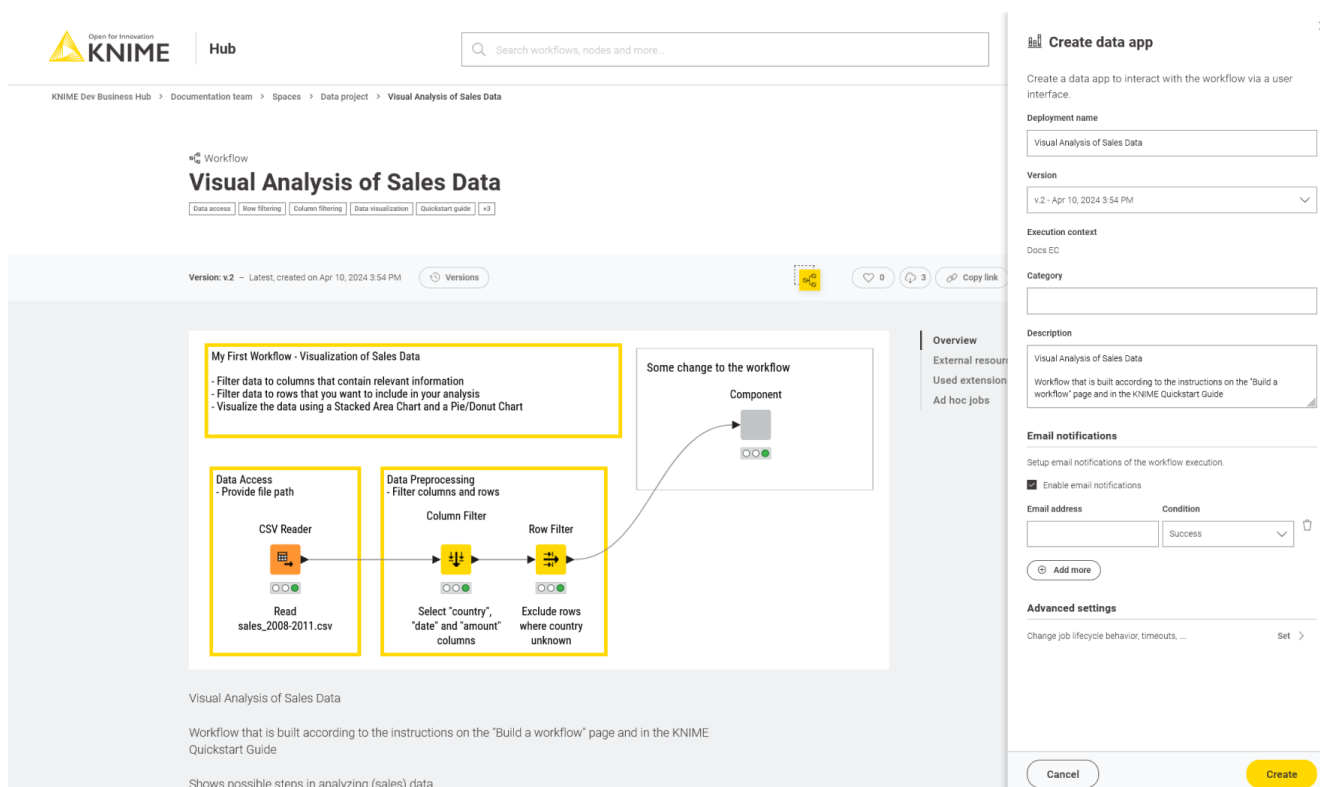 Open for Innovation
KNIME
Hub
Search workflows, nodes and more...
KNIME Dev Business Hub > Documentation team > Spaces > Data project > Visual Analysis of Sales Data
Workflow
Visual Analysis of Sales Data
Data access Row filtering Column filtering Data visualization Quickstart guide +3
Version: v.2 – Latest, created on Apr 10, 2024 3:54 PM Versions
0 3 Copy link
My First Workflow - Visualization of Sales Data
- Filter data to columns that contain relevant information
- Filter data to rows that you want to include in your analysis
- Visualize the data using a Stacked Area Chart and a Pie/Donut Chart
Some change to the workflow
Component
Data Access
- Provide file path
CSV Reader
Read
sales_2008-2011.csv
Data Preprocessing
- Filter columns and rows
Column Filter
Select "country",
"date" and "amount"
columns
Row Filter
Exclude rows
where country
unknown
Overview
External resour
Used extension
Ad hoc jobs
Visual Analysis of Sales Data
Workflow that is built according to the instructions on the "Build a workflow" page and in the KNIME
Quickstart Guide
Shows possible steps in analyzing (sales) data
Create data app
Create a data app to interact with the workflow via a user
interface.
Deployment name
Visual Analysis of Sales Data
Version
v.2 - Apr 10, 2024 3:54 PM
Execution context
Docs EC
Category
Description
Visual Analysis of Sales Data
Workflow that is built according to the instructions on the "Build a
workflow" page and in the KNIME Quickstart Guide
Email notifications
Setup email notifications of the workflow execution.
Enable email notifications
Email address Condition
Success
Add more
Advanced settings
Change job lifecycle behavior, timeouts, ... Set >
Cancel Create